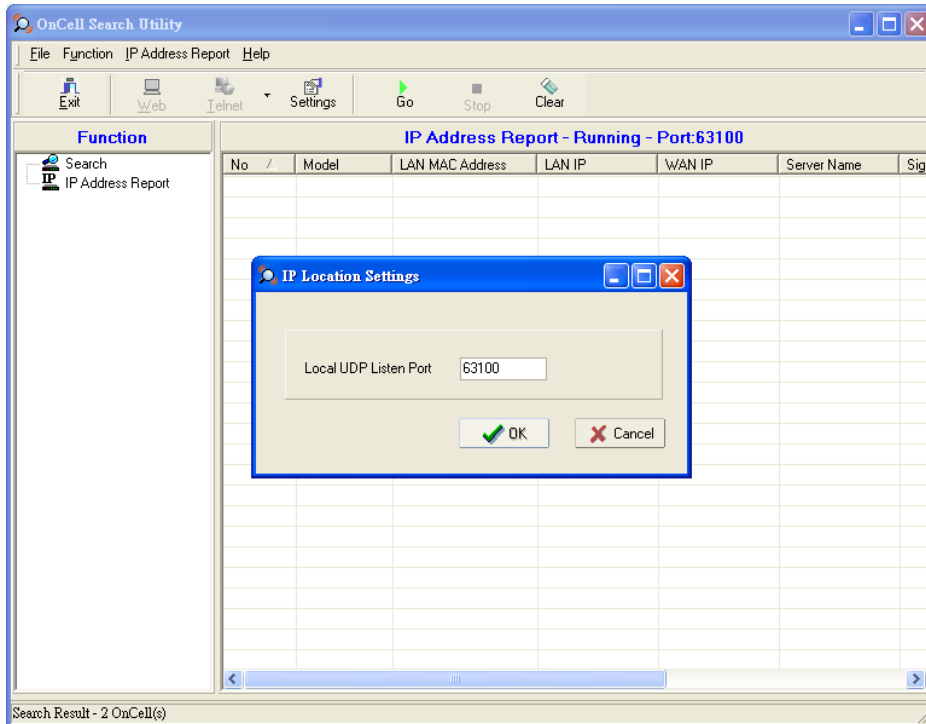 OnCell Search Utility
File Function IP Address Report Help
Exit Web Telnet Settings Go Stop Clear
Function
IP Address Report - Running - Port:63100
Search
IP Address Report
No Model LAN MAC Address LAN IP WAN IP Server Name Sig
IP Location Settings
Local UDP Listen Port 63100
OK Cancel
Search Result - 2 OnCell(s)